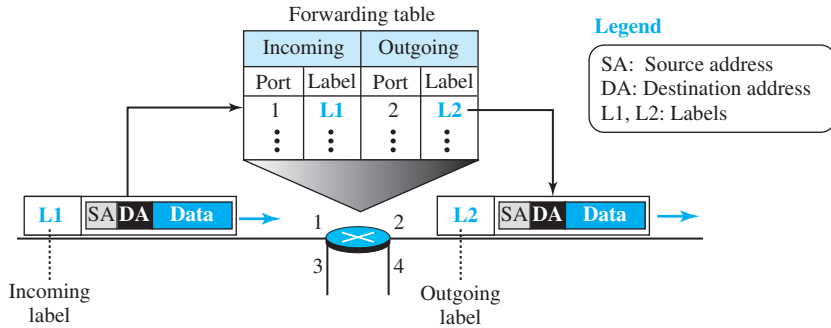 Forwarding table
Incoming Outgoing
Port Label Port Label
1 L1 2 L2
Legend
SA: Source address
DA: Destination address
L1, L2: Labels
L1 SA DA Data
1 2
3 4
L2 SA DA Data
Incoming
label
Outgoing
label